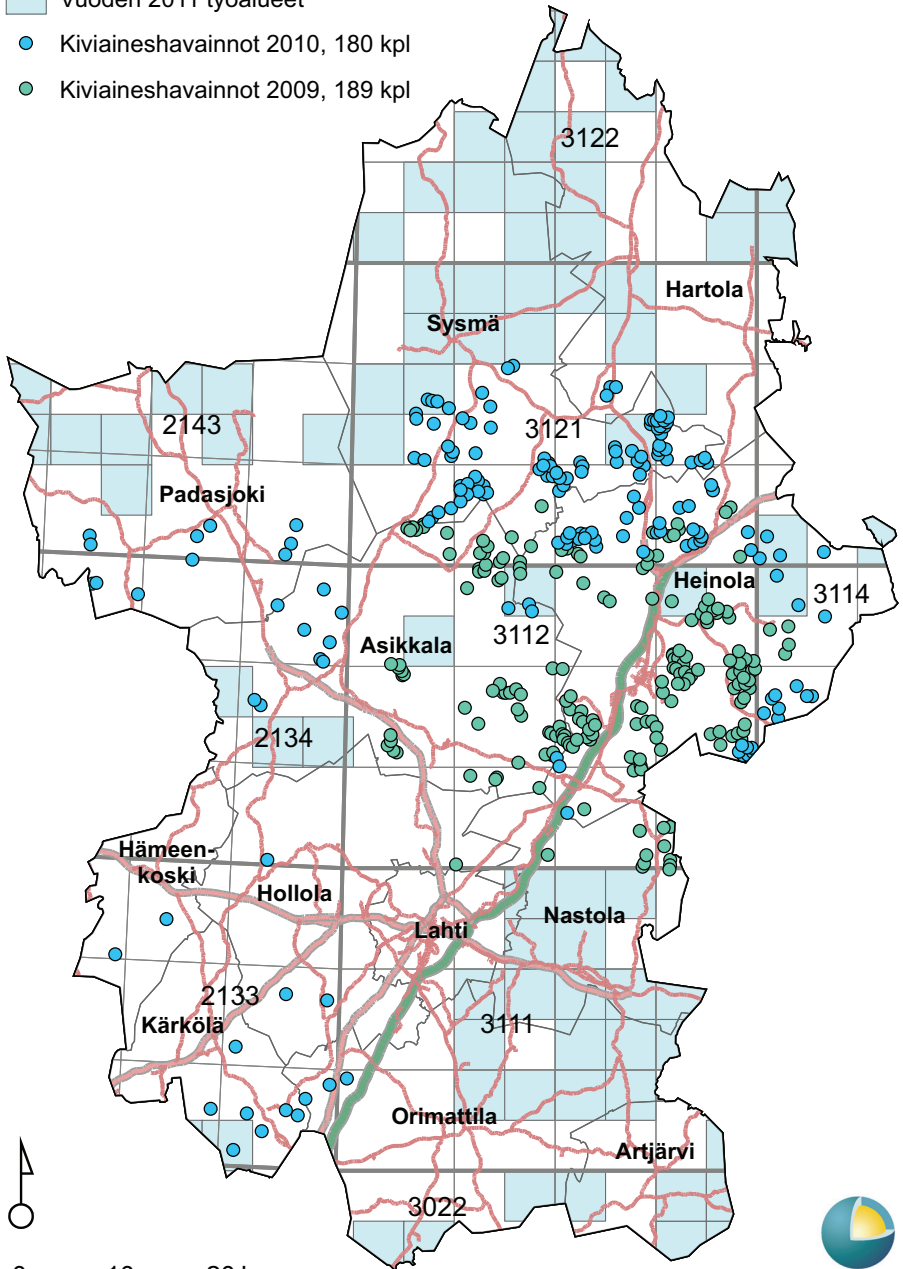 Vuoden 2011 työalueet
Kiviaineshavainnot 2010, 180 kpl
Kiviaineshavainnot 2009, 189 kpl
3122
Hartola
Sysmä
2143
3121
Padasjoki
Heinola
3114
3112
Asikkala
2134
Hämeen-
koski
Hollola
Nastola
Lahti
2133
3111
Kärkölä
Orimattila
Artjärvi
3022